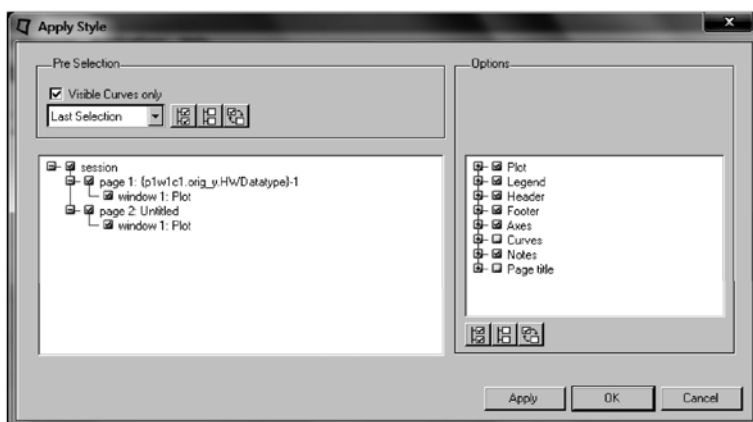 Apply Style
Pre Selection
Visible Curves only
Last Selection
session
page 1: {p1w1c1.orig_y.HWDatatype}-1
window 1: Plot
page 2: Untitled
window 1: Plot
Options
Plot
Legend
Header
Footer
Axes
Curves
Notes
Page title
Apply
OK
Cancel